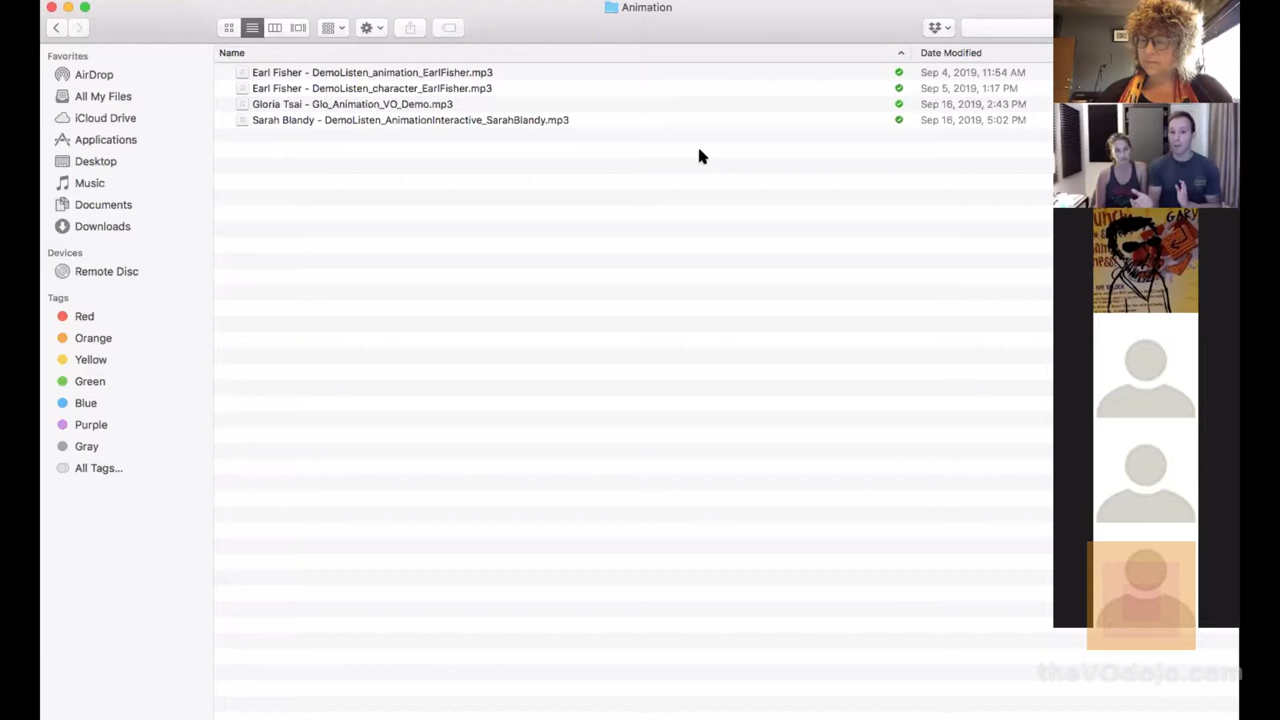 Animation
Favorites
AirDrop
All My Files
iCloud Drive
Applications
Desktop
Music
Documents
Downloads
Devices
Remote Disc
Tags
Red
Orange
Yellow
Green
Blue
Purple
Gray
All Tags...
Name Date Modified
Earl Fisher - DemoListen_animation_EarlFisher.mp3 Sep 4, 2019, 11:54 AM
Earl Fisher - DemoListen_character_EarlFisher.mp3 Sep 5, 2019, 1:17 PM
Gloria Tsai - Glo_Animation_VO_Demo.mp3 Sep 16, 2019, 2:43 PM
Sarah Blandy - DemoListen_AnimationInteractive_SarahBlandy.mp3 Sep 16, 2019, 5:02 PM
GARY
theVOdojo.com